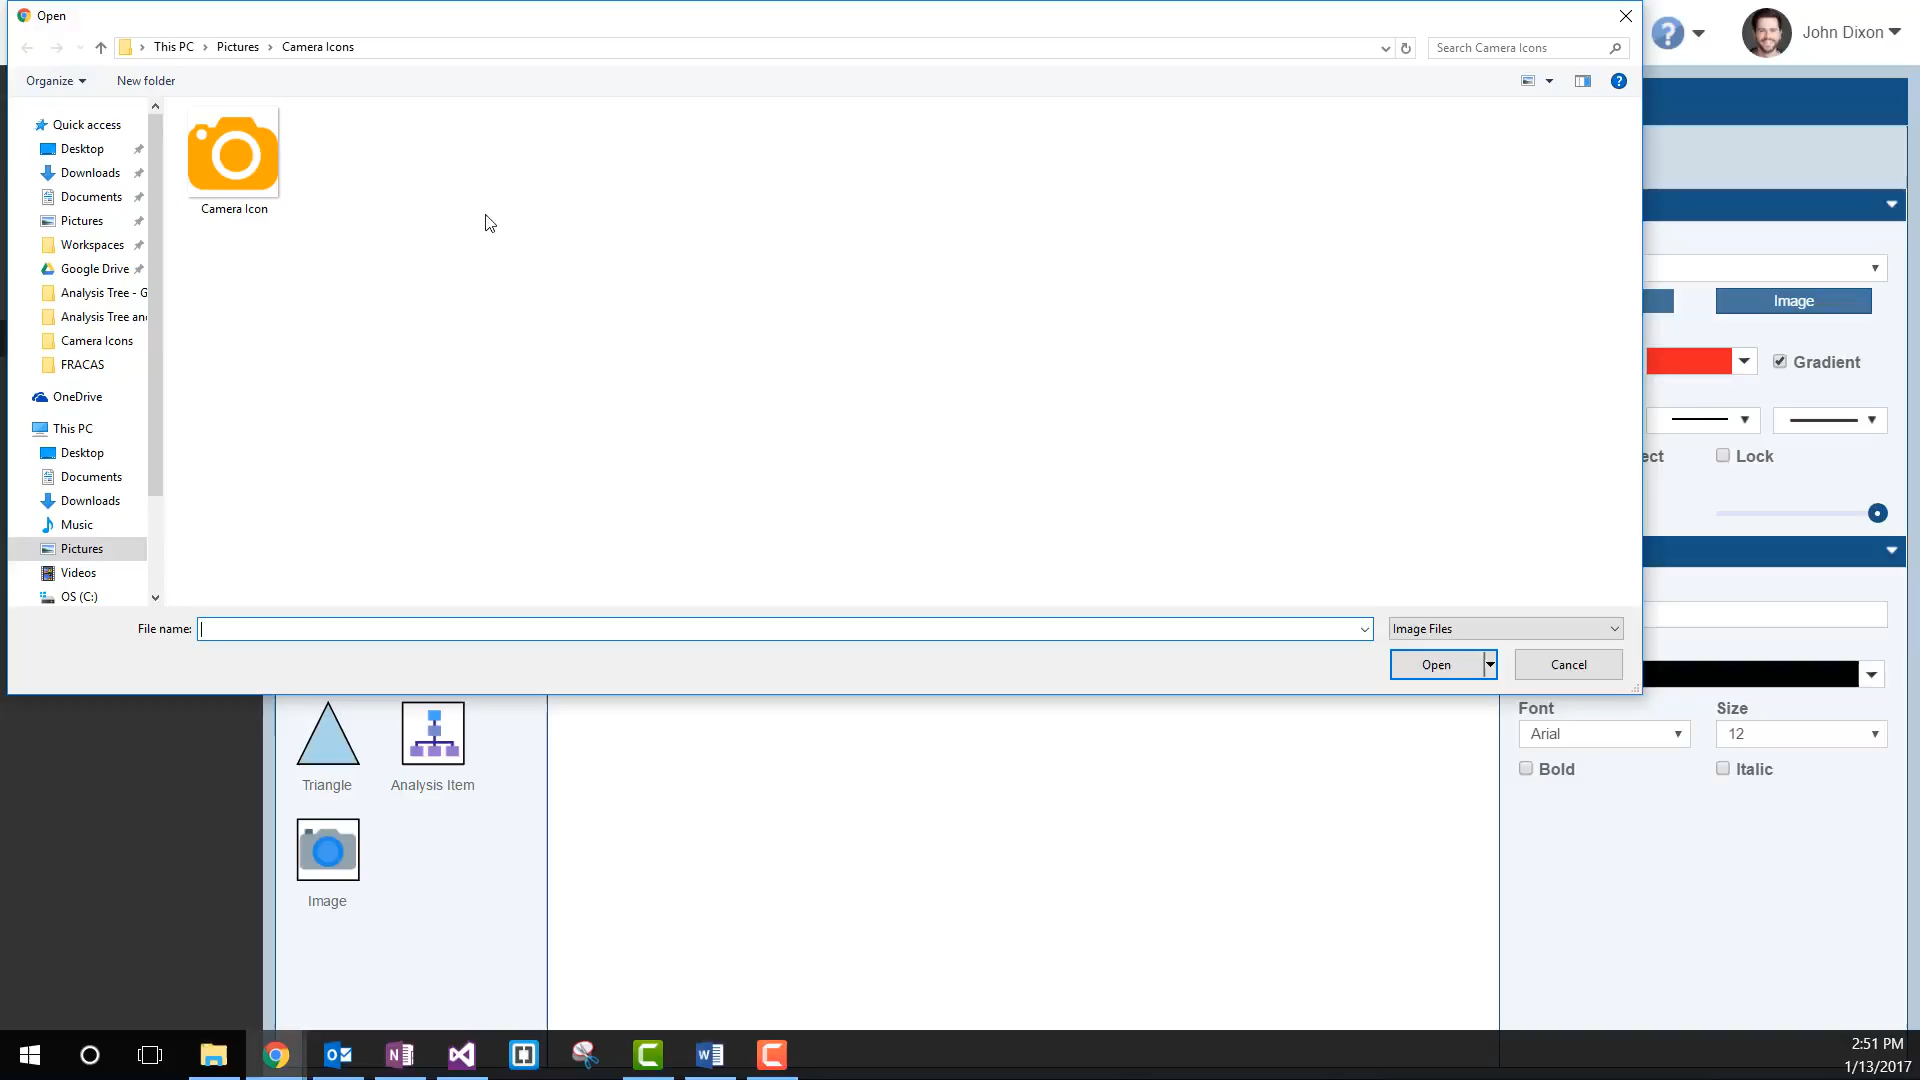 Open
John Dixon
This PC
Pictures
Camera Icons
Search Camera Icons
Organize
New folder
Quick access
Desktop
Downloads
Documents
Pictures
Workspaces
Google Drive
Analysis Tree - G
Analysis Tree an
Camera Icons
FRACAS
OneDrive
This PC
Desktop
Documents
Downloads
Music
Pictures
Videos
OS (C:)
Camera Icon
File name:
Image Files
Open
Cancel
Image
Gradient
ect
Lock
Font
Size
Arial
12
Bold
Italic
Triangle
Analysis Item
Image
2:51 PM
1/13/2017